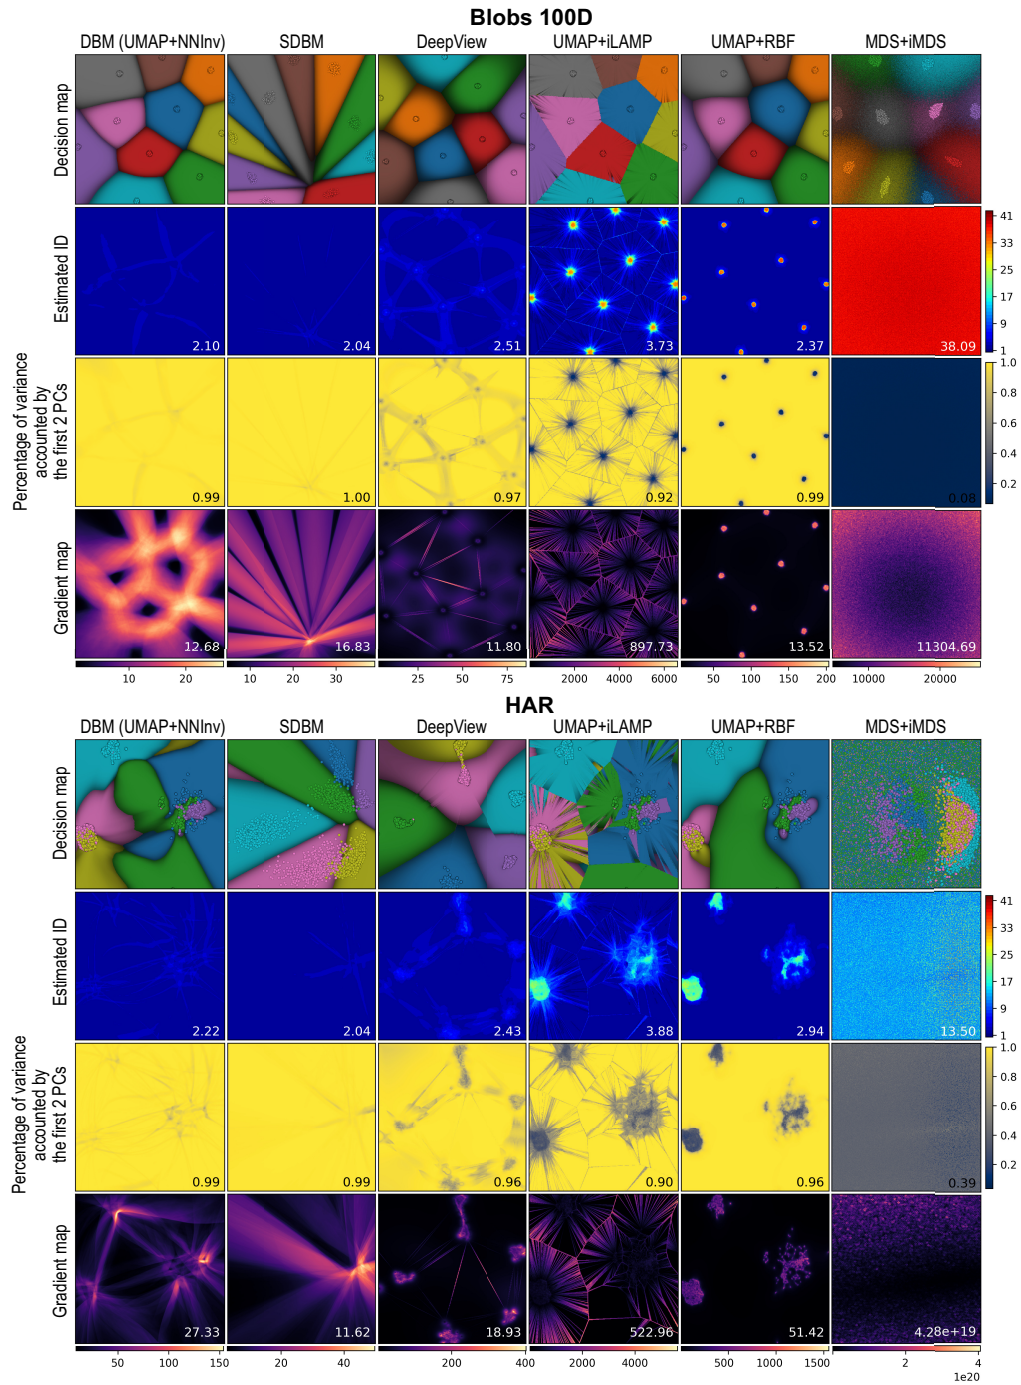 Blobs 100D
DBM (UMAP+NNInv) SDBM DeepView UMAP+iLAMP UMAP+RBF MDS+iMDS
Decision map
Estimated ID
2.10 2.04 2.51 3.73 2.37 38.09
41
33
25
17
9
1
Percentage of variance
accounted by
the first 2 PCs
0.99 1.00 0.97 0.92 0.99 0.08
1.0
0.8
0.6
0.4
0.2
Gradient map
12.68 16.83 11.80 897.73 13.52 11304.69
10 20 10 20 30 25 50 75 2000 4000 6000 50 100 150 200 10000 20000
HAR
DBM (UMAP+NNInv) SDBM DeepView UMAP+iLAMP UMAP+RBF MDS+iMDS
Decision map
Estimated ID
2.22 2.04 2.43 3.88 2.94 13.50
41
33
25
17
9
1
Percentage of variance
accounted by
the first 2 PCs
0.99 0.99 0.96 0.90 0.96 0.39
1.0
0.8
0.6
0.4
0.2
Gradient map
27.33 11.62 18.93 522.96 51.42 4.28e+19
50 100 150 20 40 200 400 2000 4000 500 1000 1500 2 4
1e20